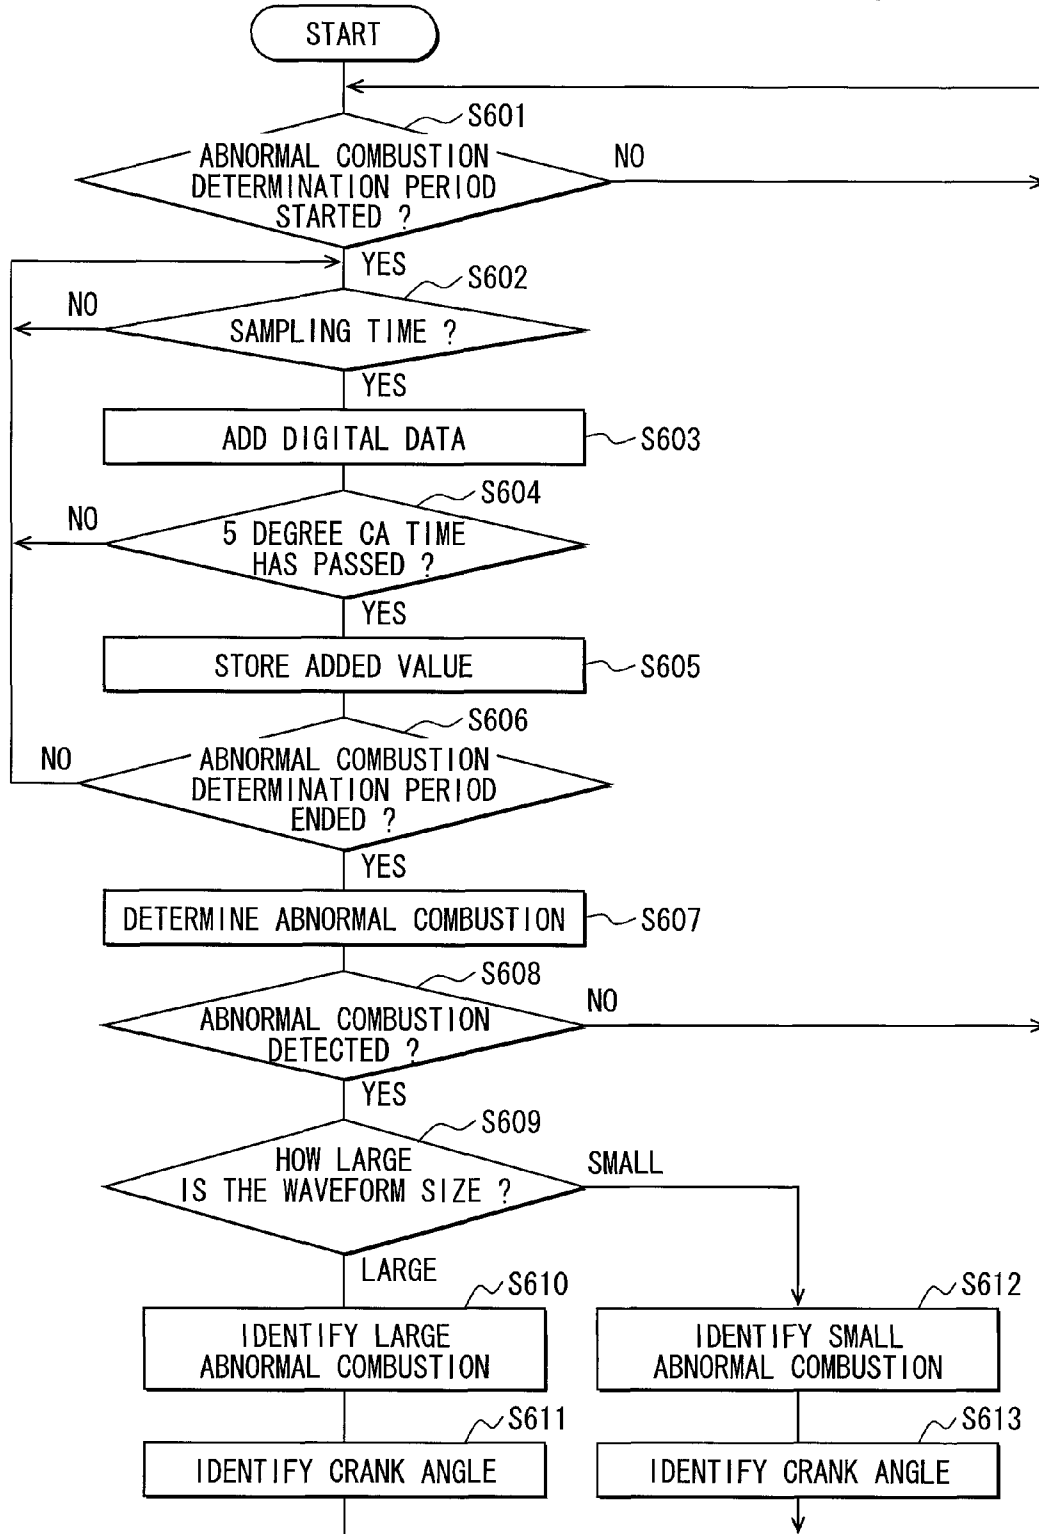 START
S601
ABNORMAL COMBUSTION
DETERMINATION PERIOD
STARTED ?
NO
YES
S602
NO
SAMPLING TIME ?
YES
ADD DIGITAL DATA
S603
S604
NO
5 DEGREE CA TIME
HAS PASSED ?
YES
STORE ADDED VALUE
S605
S606
NO
ABNORMAL COMBUSTION
DETERMINATION PERIOD
ENDED ?
YES
DETERMINE ABNORMAL COMBUSTION
S607
S608
NO
ABNORMAL COMBUSTION
DETECTED ?
YES
S609
HOW LARGE
IS THE WAVEFORM SIZE ?
SMALL
LARGE
S610
IDENTIFY LARGE
ABNORMAL COMBUSTION
S612
IDENTIFY SMALL
ABNORMAL COMBUSTION
S611
IDENTIFY CRANK ANGLE
S613
IDENTIFY CRANK ANGLE